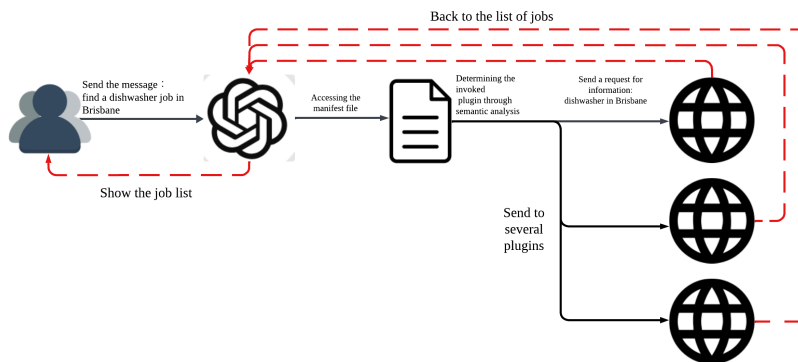 Back to the list of jobs
Send the message：
find a dishwasher job in
Brisbane
Accessing the
manifest file
Determining the
invoked
plugin through
semantic analysis
Send a request for
information:
dishwasher in Brisbane
Show the job list
Send to
several
plugins